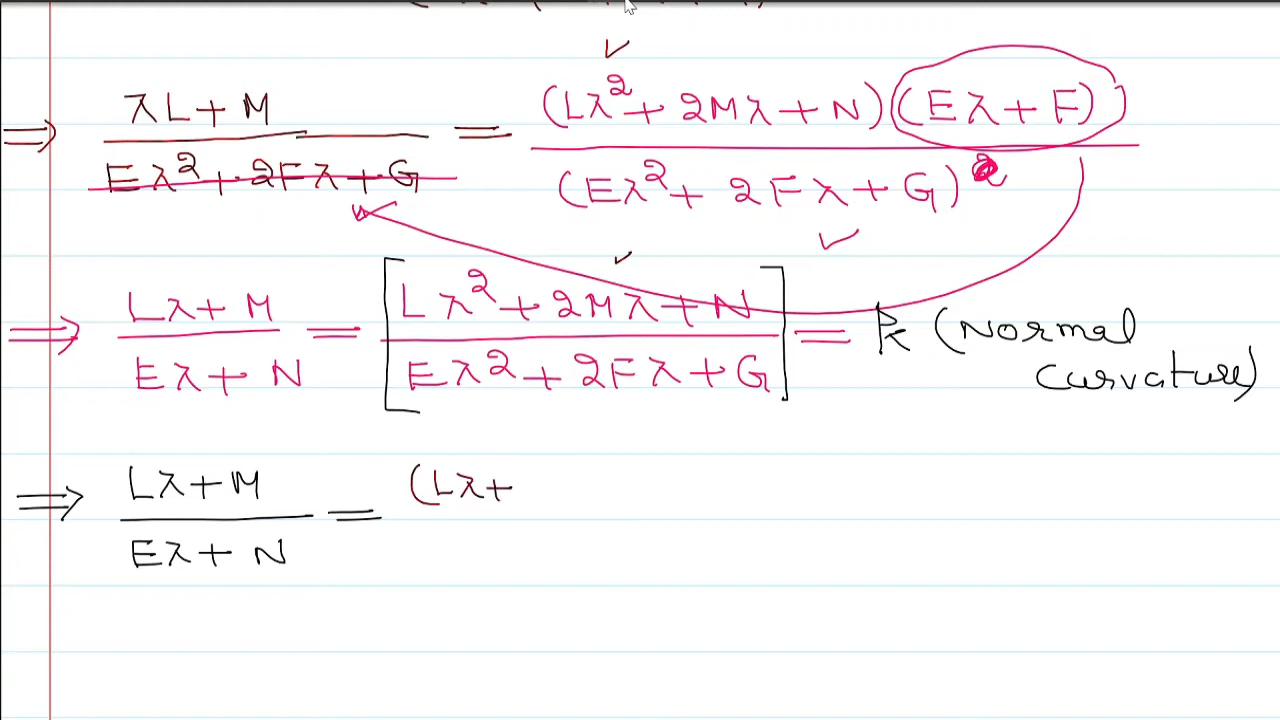 ⇒ (λL + M)/(Eλ² + 2Fλ + G) = (Lλ² + 2Mλ + N)(Eλ + F)/(Eλ² + 2Fλ + G)²
⇒ (Lλ + M)/(Eλ + N) = [(Lλ² + 2Mλ + N)/(Eλ² + 2Fλ + G)] = k (Normal curvature)
⇒ (Lλ + M)/(Eλ + N) = (Lλ +